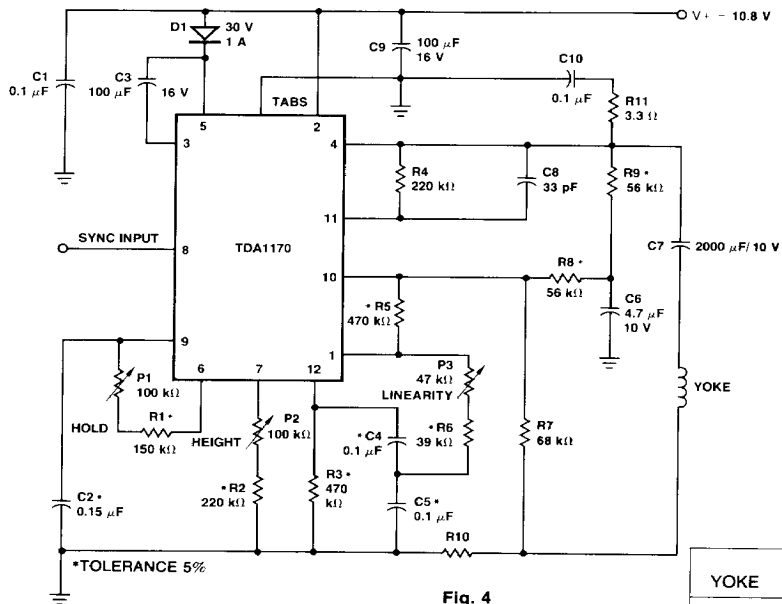 D1 30 V
1 A
V+ – 10.8 V
C1
0.1 μF
C3
100 μF
16 V
C9
100 μF
16 V
C10
0.1 μF
R11
3.3 Ω
TABS
5
2
3
4
R4
220 kΩ
C8
33 pF
R9*
56 kΩ
C7
2000 μF/10 V
11
SYNC INPUT
8
TDA1170
10
R8*
56 kΩ
*R5
470 kΩ
C6
4.7 μF
10 V
9
1
6
7
12
P1
100 kΩ
HOLD
R1*
150 kΩ
P2
100 kΩ
HEIGHT
P3
47 kΩ
LINEARITY
YOKE
*C4
0.1 μF
*R6
39 kΩ
R7
68 kΩ
*R2
220 kΩ
R3*
470
kΩ
C5*
0.1 μF
C2*
0.15 μF
R10
*TOLERANCE 5%
Fig. 4
YOKE